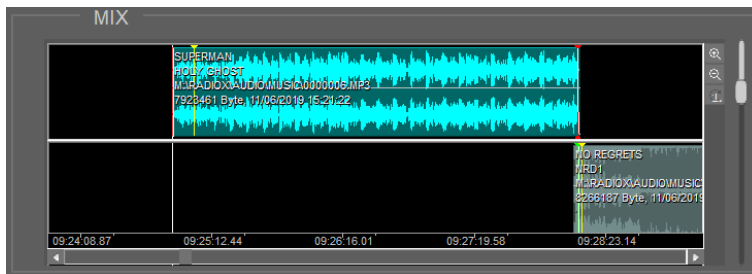 MIX
SUPERMAN
HOLY GHOST
M:\RADIOX\AUDIO\MUSIC\0000006.MP3
7923461 Byte, 11/06/2019 15:21:22
NO REGRETS
NRD1
M:\RADIOX\AUDIO\MUSIC\
8266187 Byte, 11/06/2019
09:24:08.87 09:25:12.44 09:26:16.01 09:27:19.58 09:28:23.14